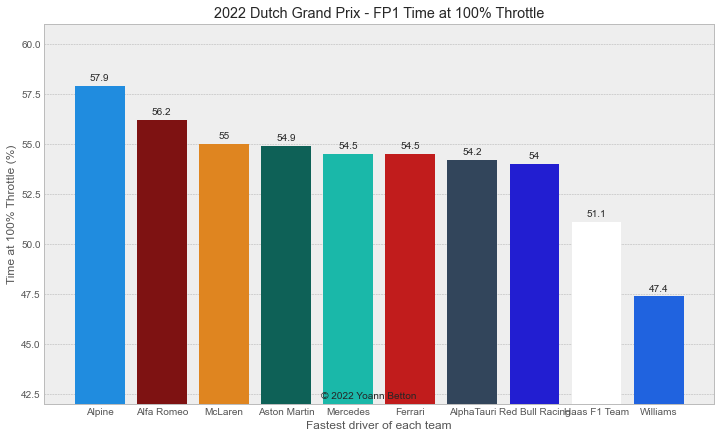 2022 Dutch Grand Prix - FP1 Time at 100% Throttle
Time at 100% Throttle (%)
60.0
57.5
55.0
52.5
50.0
47.5
45.0
42.5
57.9
56.2
55
54.9
54.5
54.5
54.2
54
51.1
47.4
© 2022 Yoann Betton
Alpine
Alfa Romeo
McLaren
Aston Martin
Mercedes
Ferrari
AlphaTauri
Red Bull Racing
Haas F1 Team
Williams
Fastest driver of each team